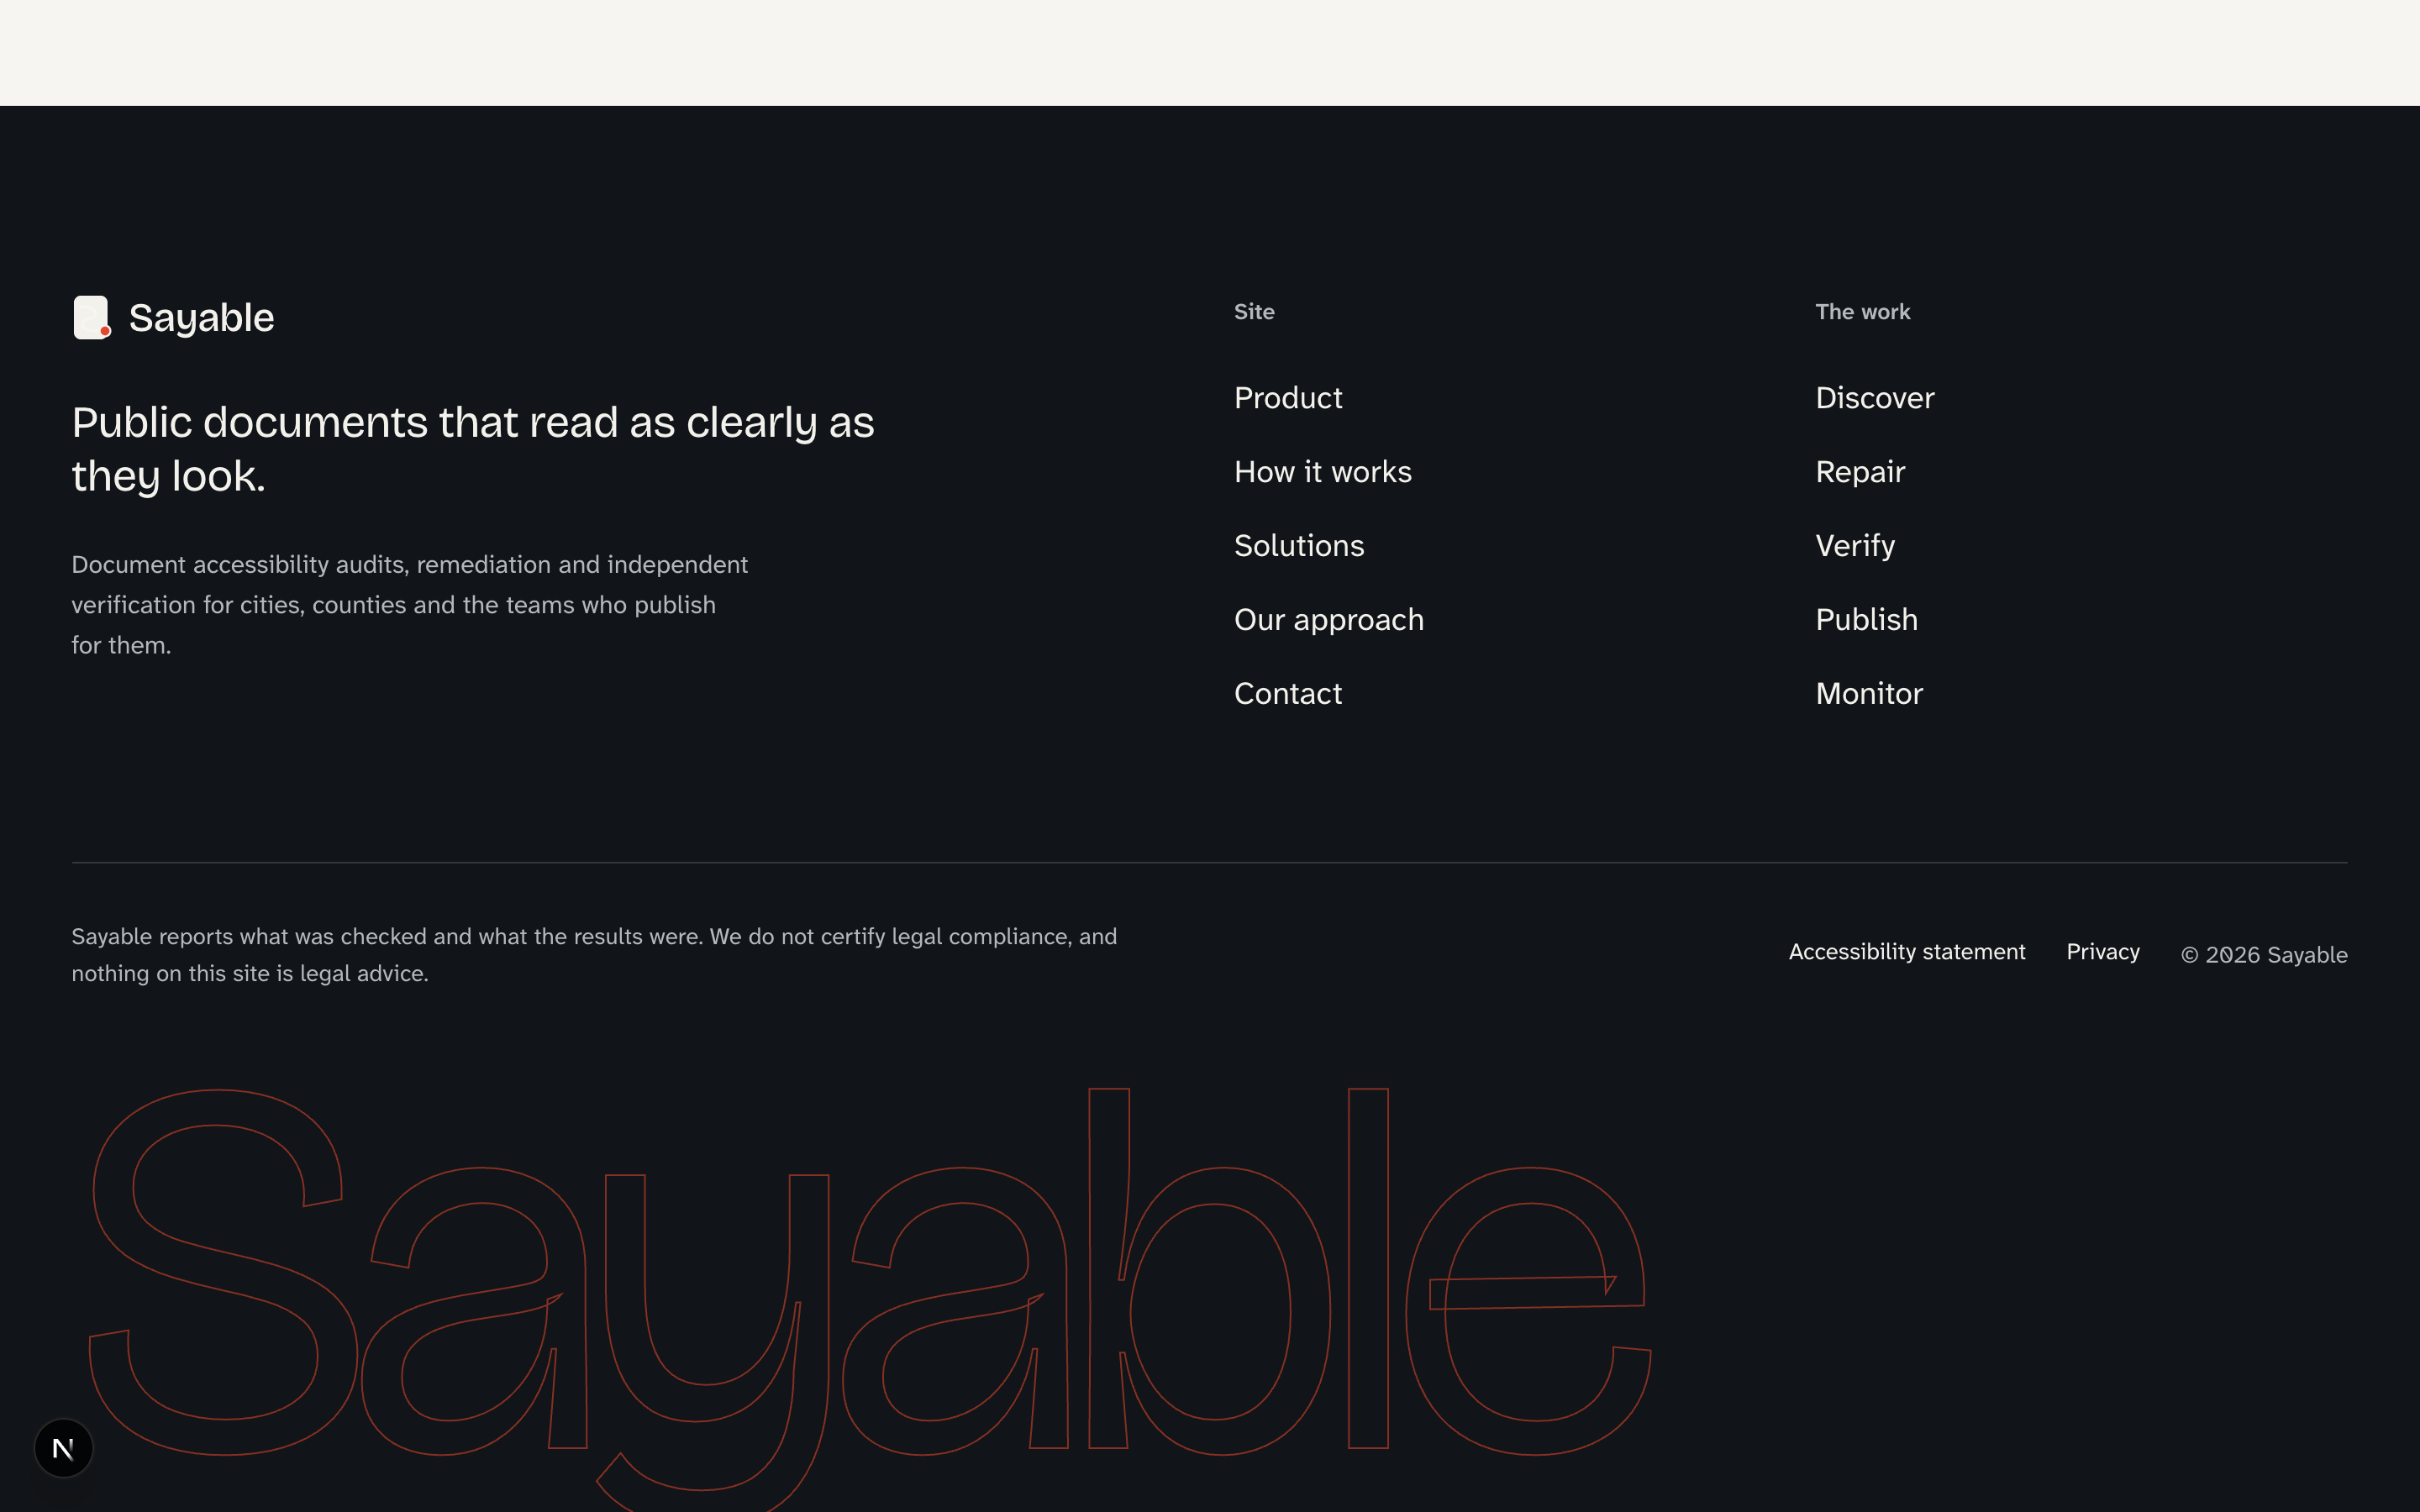 Sayable
Public documents that read as clearly as
they look.
Document accessibility audits, remediation and independent
verification for cities, counties and the teams who publish
for them.
Site
Product
How it works
Solutions
Our approach
Contact
The work
Discover
Repair
Verify
Publish
Monitor
Sayable reports what was checked and what the results were. We do not certify legal compliance, and
nothing on this site is legal advice.
Accessibility statement Privacy © 2026 Sayable
Sayable
N